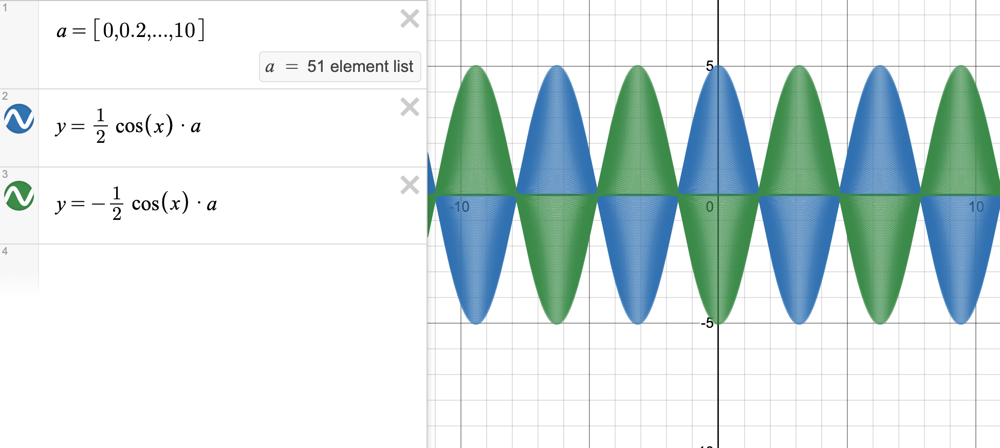 1
a = [0,0.2,...,10]
a = 51 element list
2
y = 1/2 cos(x) · a
3
y = − 1/2 cos(x) · a
4
5
-10 0 10
-5